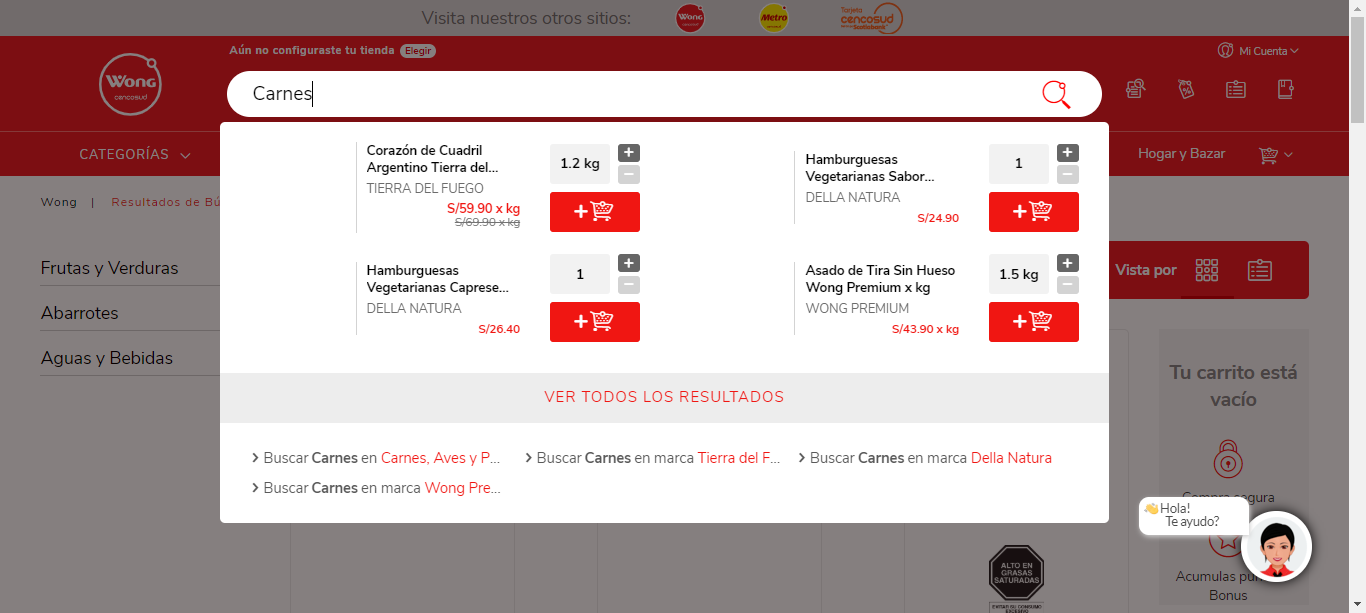 Visita nuestros otros sitios:
Wong
Metro
Tarjeta
cencosud
Aún no configuraste tu tienda Elegir
Mi Cuenta
Wong
cencosud
Carnes
CATEGORÍAS
Hogar y Bazar
Wong | Resultados de Bú
Frutas y Verduras
Abarrotes
Aguas y Bebidas
Corazón de Cuadril
Argentino Tierra del...
TIERRA DEL FUEGO
S/59.90 x kg
S/69.90 x kg
1.2 kg
Hamburguesas
Vegetarianas Sabor...
DELLA NATURA
S/24.90
1
Hamburguesas
Vegetarianas Caprese...
DELLA NATURA
S/26.40
1
Asado de Tira Sin Hueso
Wong Premium x kg
WONG PREMIUM
S/43.90 x kg
1.5 kg
VER TODOS LOS RESULTADOS
Buscar Carnes en Carnes, Aves y P...
Buscar Carnes en marca Tierra del F...
Buscar Carnes en marca Della Natura
Buscar Carnes en marca Wong Pre...
Vista por
Tu carrito está
vacío
Compra segura
Hola!
Te ayudo?
Acumulas
Bonus
ALTO EN
GRASAS
SATURADAS